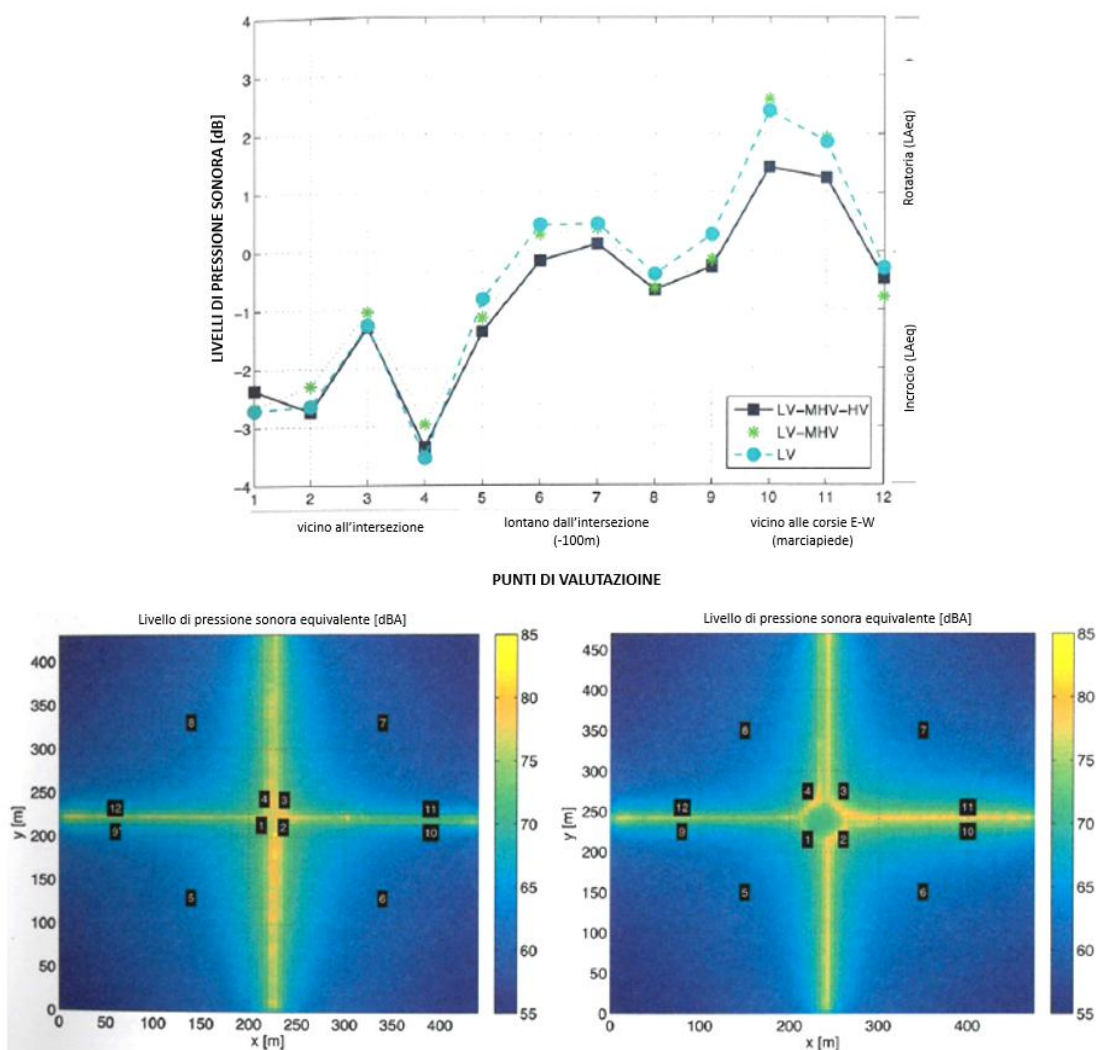 LIVELLI DI PRESSIONE SONORA [dB]
4
3
2
1
0
−1
−2
−3
−4
1 2 3 4 5 6 7 8 9 10 11 12
Rotatoria (LAeq)
Incrocio (LAeq)
LV−MHV−HV
LV−MHV
LV
vicino all'intersezione
lontano dall'intersezione
(-100m)
vicino alle corsie E-W
(marciapiede)
PUNTI DI VALUTAZIOINE
Livello di pressione sonora equivalente [dBA]
y [m]
400
350
300
250
200
150
100
50
0
8 7
4 3
12 11
1 2
9 10
5 6
0 50 100 150 200 250 300 350 400
x [m]
85
80
75
70
65
60
55
Livello di pressione sonora equivalente [dBA]
y [m]
450
400
350
300
250
200
150
100
50
0
8 7
4 3
12 11
9 10
1 2
5 6
0 100 200 300 400
x [m]
85
80
75
70
65
60
55